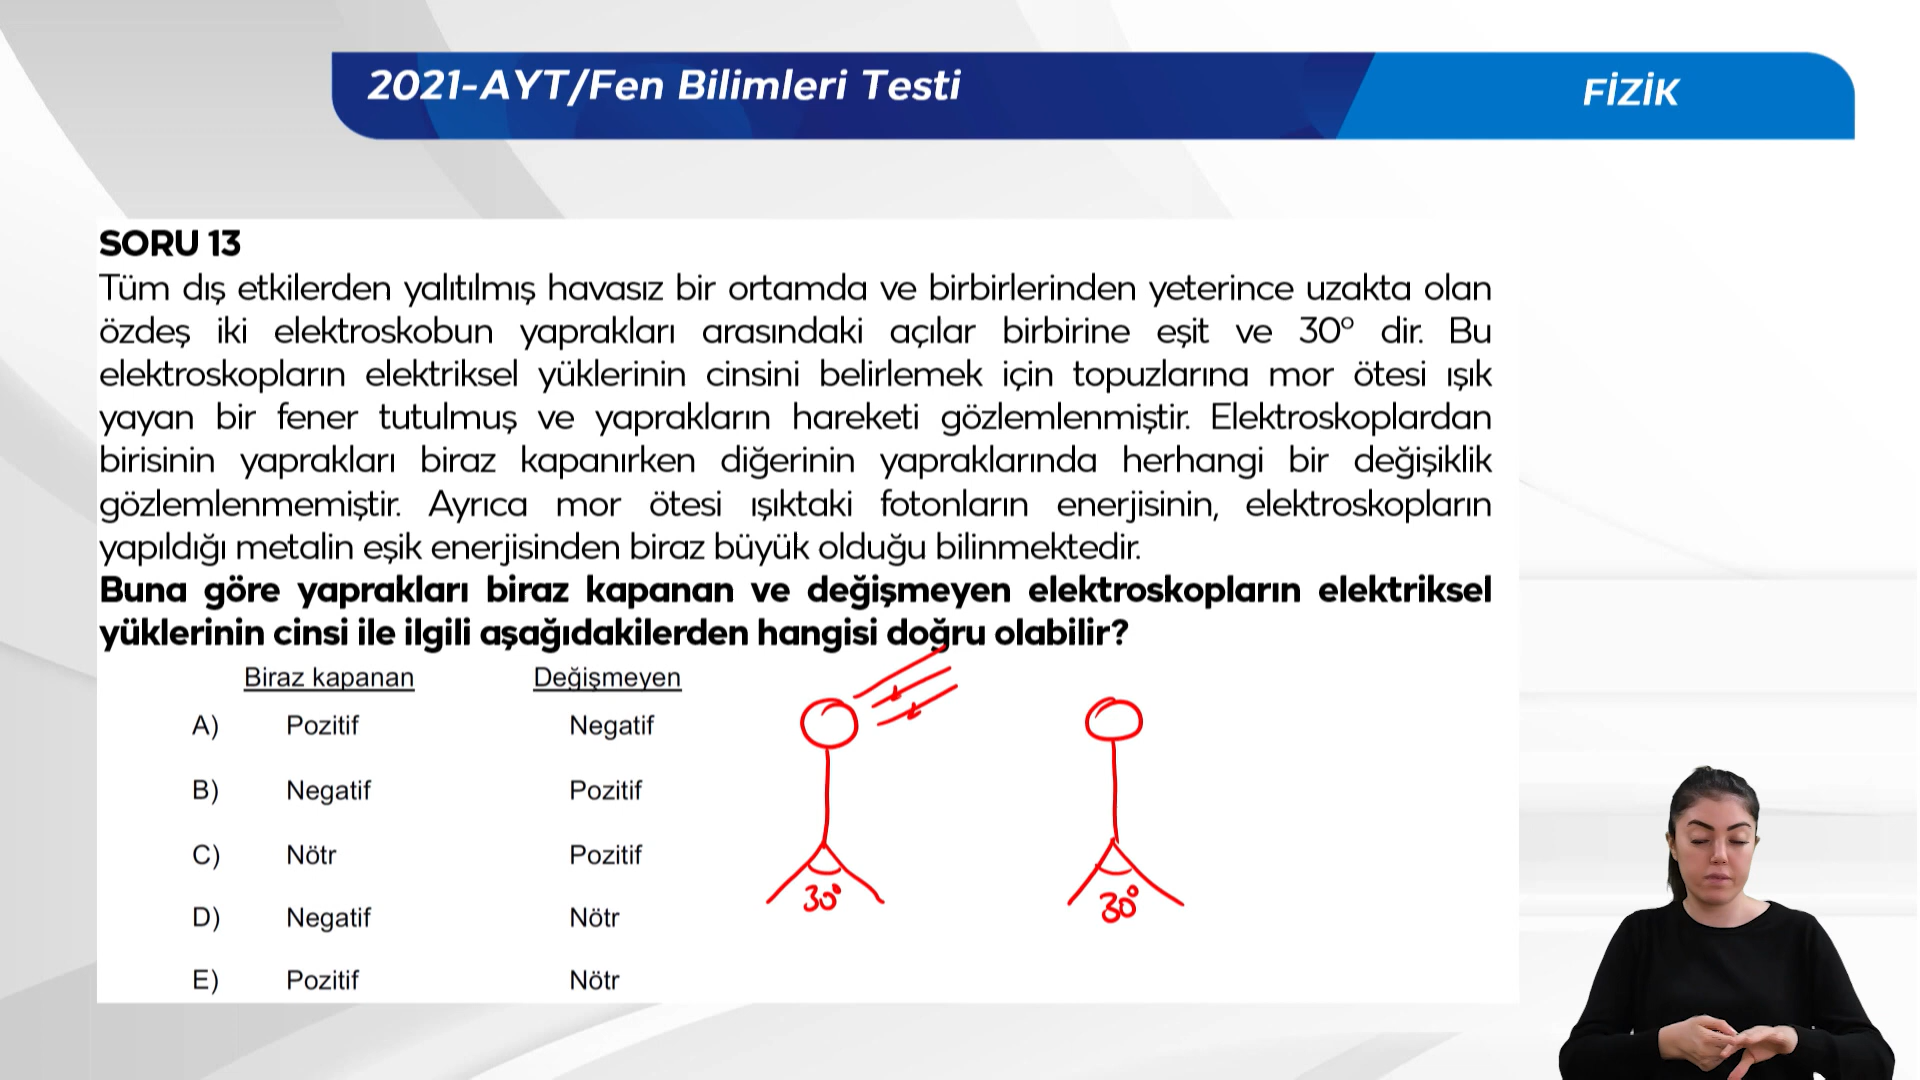 2021-AYT/Fen Bilimleri Testi
FİZİK
SORU 13
Tüm dış etkilerden yalıtılmış havasız bir ortamda ve birbirlerinden yeterince uzakta olan
özdeş iki elektroskobun yaprakları arasındaki açılar birbirine eşit ve 30º dir. Bu
elektroskopların elektriksel yüklerinin cinsini belirlemek için topuzlarına mor ötesi ışık
yayan bir fener tutulmuş ve yaprakların hareketi gözlemlenmiştir. Elektroskoplardan
birisinin yaprakları biraz kapanırken diğerinin yapraklarında herhangi bir değişiklik
gözlemlenmemiştir. Ayrıca mor ötesi ışıktaki fotonların enerjisinin, elektroskopların
yapıldığı metalin eşik enerjisinden biraz büyük olduğu bilinmektedir.
Buna göre yaprakları biraz kapanan ve değişmeyen elektroskopların elektriksel
yüklerinin cinsi ile ilgili aşağıdakilerden hangisi doğru olabilir?
Biraz kapanan Değişmeyen
A) Pozitif Negatif
B) Negatif Pozitif
C) Nötr Pozitif
D) Negatif Nötr
E) Pozitif Nötr
30° 30°